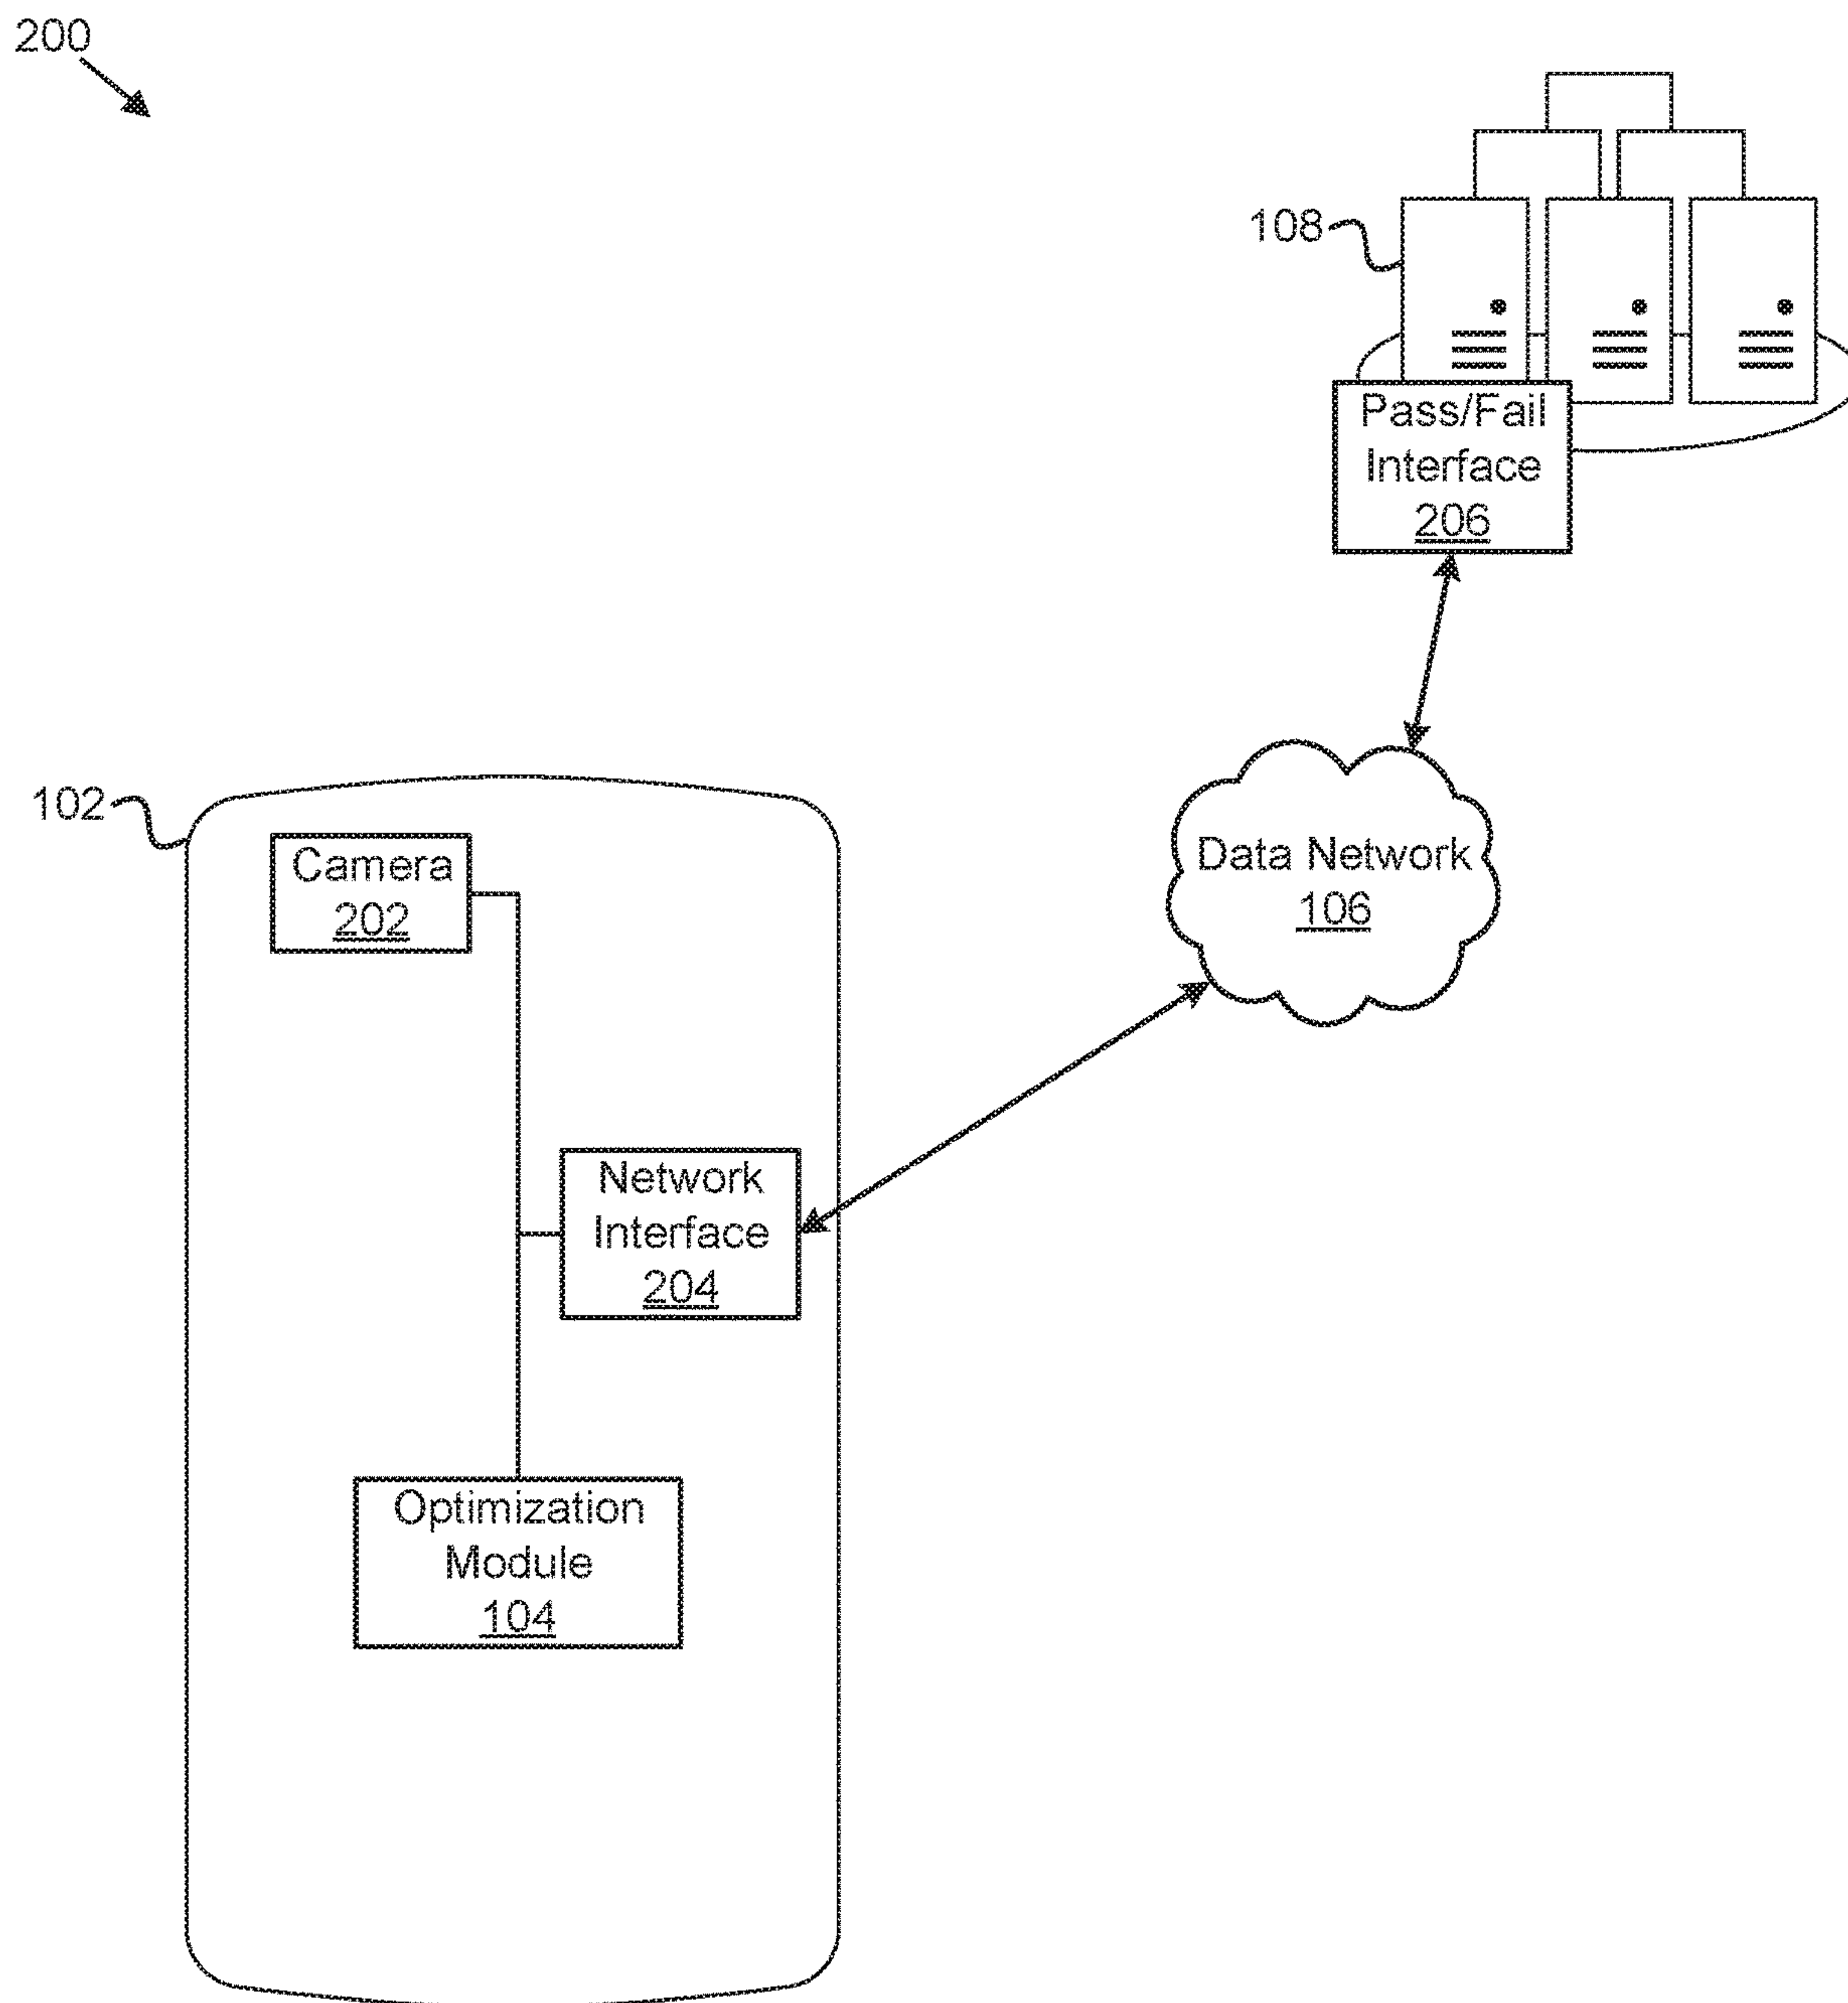 200
108
Pass/Fail
Interface
206
102
Camera
202
Data Network
106
Network
Interface
204
Optimization
Module
104